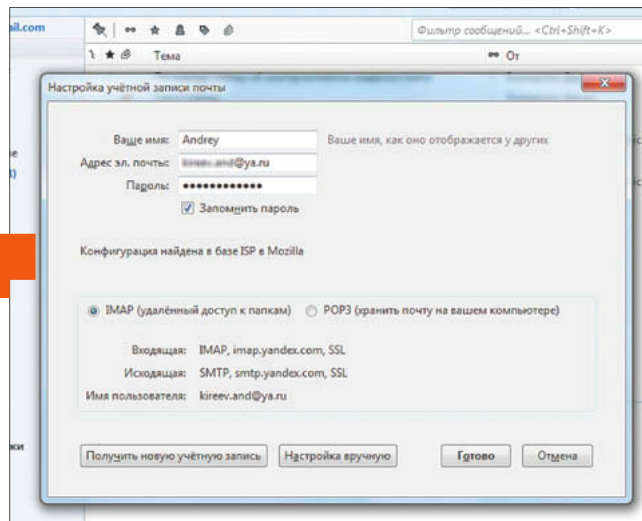 ail.com
Фильтр сообщений... <Ctrl+Shift+K>
Тема От
Настройка учётной записи почты
Ваше имя: Andrey Ваше имя, как оно отображается у других
Адрес эл. почты: @ya.ru
Пароль: ••••••••••••
Запомнить пароль
Конфигурация найдена в базе ISP в Mozilla
IMAP (удалённый доступ к папкам) POP3 (хранить почту на вашем компьютере)
Входящая: IMAP, imap.yandex.com, SSL
Исходящая: SMTP, smtp.yandex.com, SSL
Имя пользователя: kireev.and@ya.ru
Получить новую учётную запись Настройка вручную Готово Отмена
ки